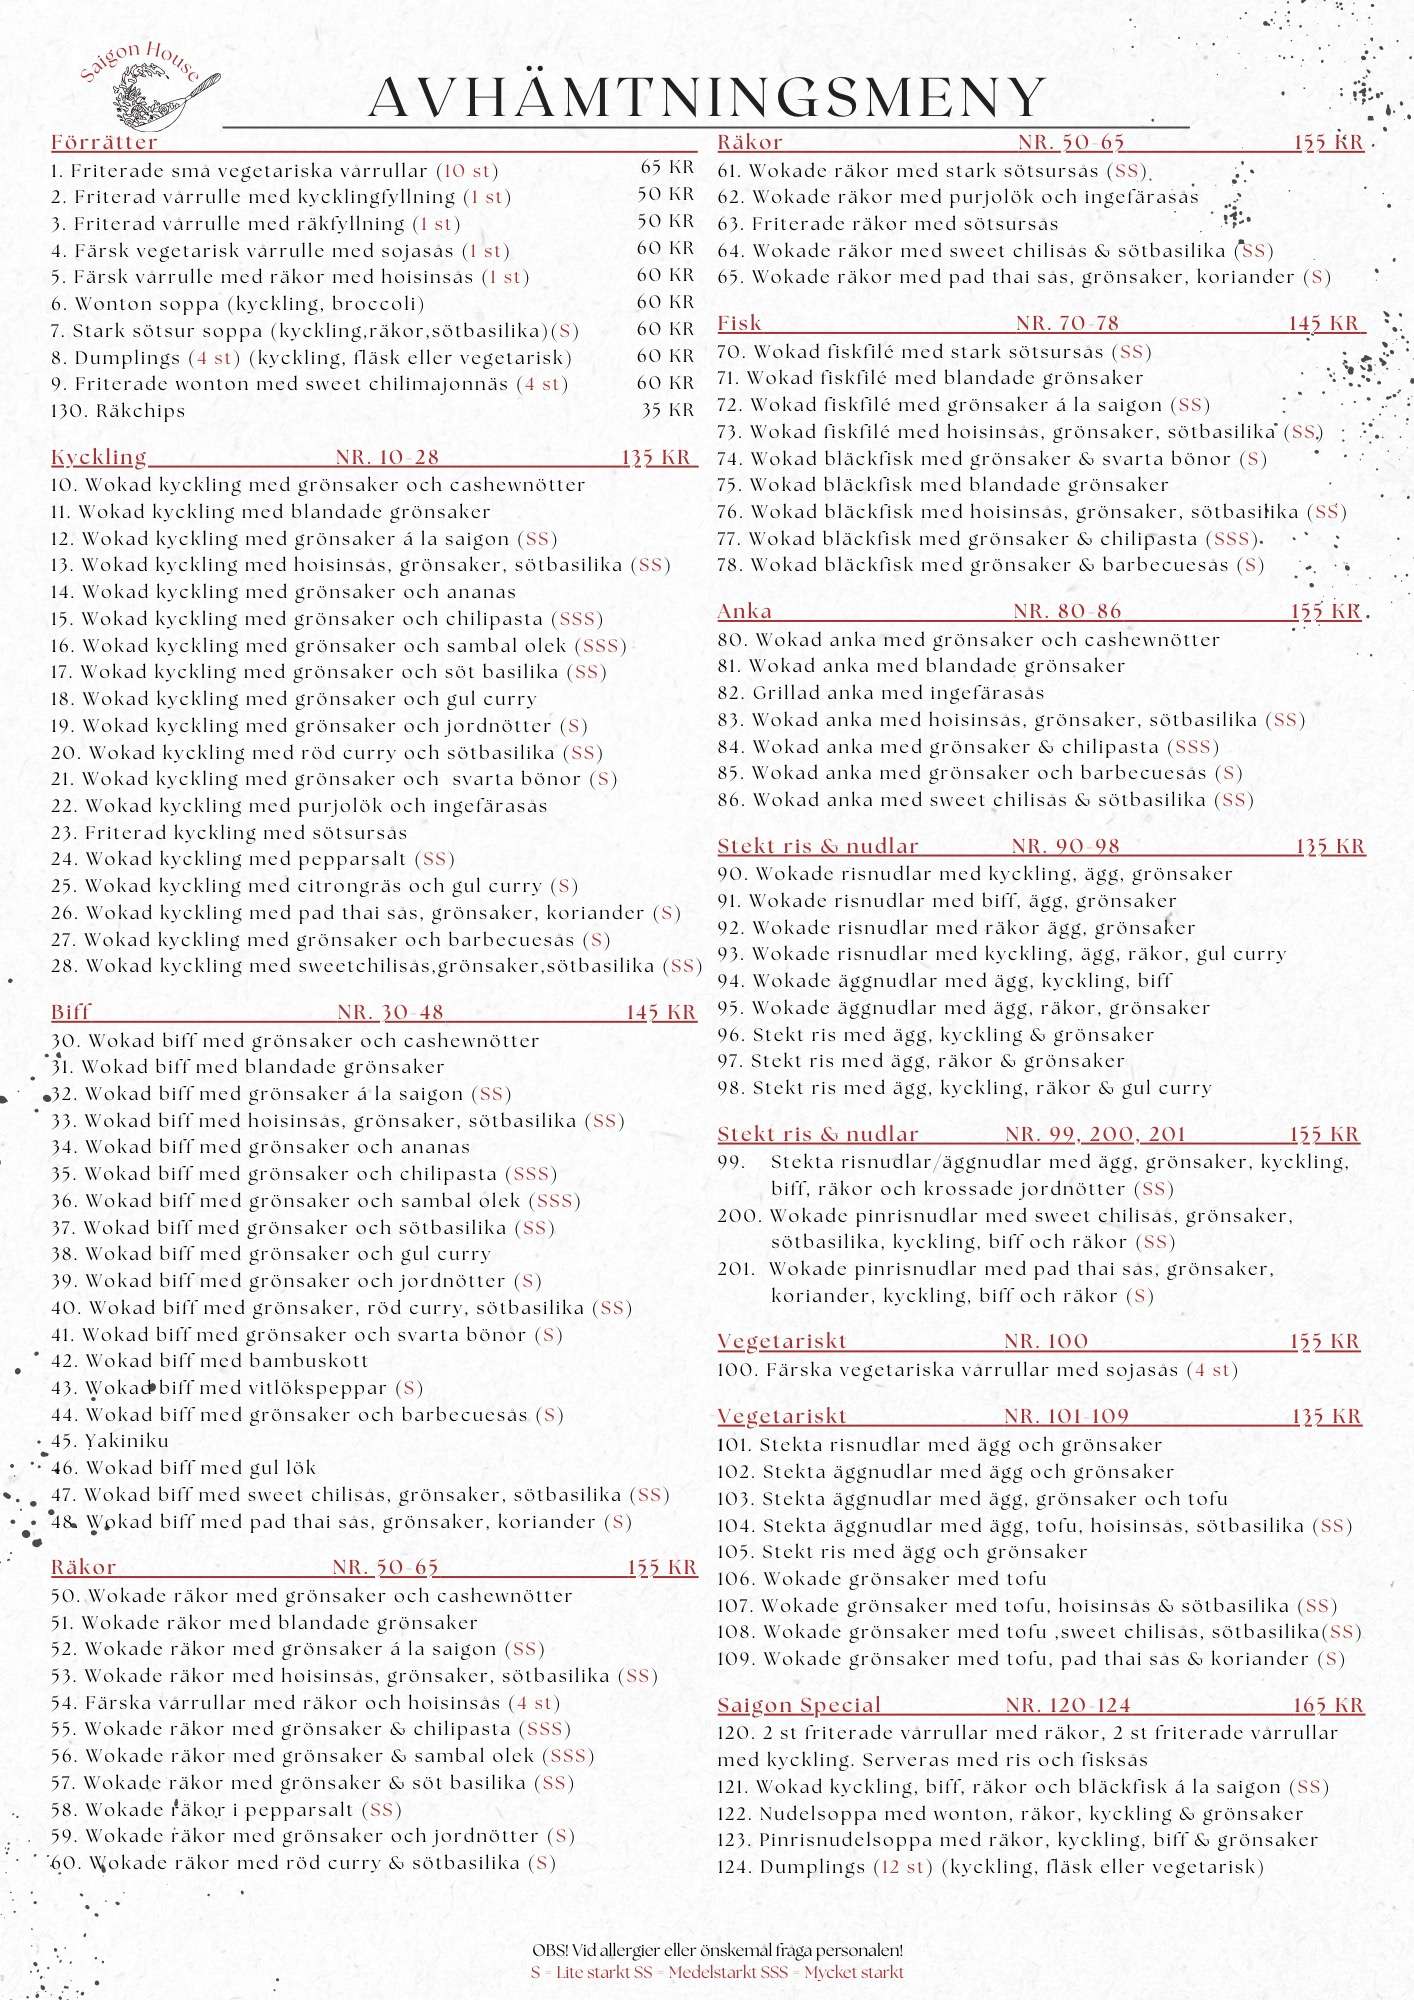 Saigon House
AVHÄMTNINGSMENY
Förrätter
1. Friterade små vegetariska vårrullar (10 st) 65 KR
2. Friterad vårrulle med kycklingfyllning (1 st) 50 KR
3. Friterad vårrulle med räkfyllning (1 st) 50 KR
4. Färsk vegetarisk vårrulle med sojasås (1 st) 60 KR
5. Färsk vårrulle med räkor med hoisinsås (1 st) 60 KR
6. Wonton soppa (kyckling, broccoli) 60 KR
7. Stark sötsur soppa (kyckling,räkor,sötbasilika)(S) 60 KR
8. Dumplings (4 st) (kyckling, fläsk eller vegetarisk) 60 KR
9. Friterade wonton med sweet chilimajonnäs (4 st) 60 KR
130. Räkchips 35 KR
Kyckling NR. 10-28 135 KR
10. Wokad kyckling med grönsaker och cashewnötter
11. Wokad kyckling med blandade grönsaker
12. Wokad kyckling med grönsaker á la saigon (SS)
13. Wokad kyckling med hoisinsås, grönsaker, sötbasilika (SS)
14. Wokad kyckling med grönsaker och ananas
15. Wokad kyckling med grönsaker och chilipasta (SSS)
16. Wokad kyckling med grönsaker och sambal olek (SSS)
17. Wokad kyckling med grönsaker och söt basilika (SS)
18. Wokad kyckling med grönsaker och gul curry
19. Wokad kyckling med grönsaker och jordnötter (S)
20. Wokad kyckling med röd curry och sötbasilika (SS)
21. Wokad kyckling med grönsaker och svarta bönor (S)
22. Wokad kyckling med purjolök och ingefärasås
23. Friterad kyckling med sötsursås
24. Wokad kyckling med pepparsalt (SS)
25. Wokad kyckling med citrongräs och gul curry (S)
26. Wokad kyckling med pad thai sås, grönsaker, koriander (S)
27. Wokad kyckling med grönsaker och barbecuesås (S)
28. Wokad kyckling med sweetchilisås,grönsaker,sötbasilika (SS)
Biff NR. 30-48 145 KR
30. Wokad biff med grönsaker och cashewnötter
31. Wokad biff med blandade grönsaker
32. Wokad biff med grönsaker á la saigon (SS)
33. Wokad biff med hoisinsås, grönsaker, sötbasilika (SS)
34. Wokad biff med grönsaker och ananas
35. Wokad biff med grönsaker och chilipasta (SSS)
36. Wokad biff med grönsaker och sambal olek (SSS)
37. Wokad biff med grönsaker och sötbasilika (SS)
38. Wokad biff med grönsaker och gul curry
39. Wokad biff med grönsaker och jordnötter (S)
40. Wokad biff med grönsaker, röd curry, sötbasilika (SS)
41. Wokad biff med grönsaker och svarta bönor (S)
42. Wokad biff med bambuskott
43. Wokad biff med vitlökspeppar (S)
44. Wokad biff med grönsaker och barbecuesås (S)
45. Yakiniku
46. Wokad biff med gul lök
47. Wokad biff med sweet chilisås, grönsaker, sötbasilika (SS)
48. Wokad biff med pad thai sås, grönsaker, koriander (S)
Räkor NR. 50-65 155 KR
50. Wokade räkor med grönsaker och cashewnötter
51. Wokade räkor med blandade grönsaker
52. Wokade räkor med grönsaker á la saigon (SS)
53. Wokade räkor med hoisinsås, grönsaker, sötbasilika (SS)
54. Färska vårrullar med räkor och hoisinsås (4 st)
55. Wokade räkor med grönsaker & chilipasta (SSS)
56. Wokade räkor med grönsaker & sambal olek (SSS)
57. Wokade räkor med grönsaker & söt basilika (SS)
58. Wokade räkor i pepparsalt (SS)
59. Wokade räkor med grönsaker och jordnötter (S)
60. Wokade räkor med röd curry & sötbasilika (S)
Räkor NR. 50-65 155 KR
61. Wokade räkor med stark sötsursås (SS)
62. Wokade räkor med purjolök och ingefärasås
63. Friterade räkor med sötsursås
64. Wokade räkor med sweet chilisås & sötbasilika (SS)
65. Wokade räkor med pad thai sås, grönsaker, koriander (S)
Fisk NR. 70-78 145 KR
70. Wokad fiskfilé med stark sötsursås (SS)
71. Wokad fiskfilé med blandade grönsaker
72. Wokad fiskfilé med grönsaker á la saigon (SS)
73. Wokad fiskfilé med hoisinsås, grönsaker, sötbasilika (SS)
74. Wokad bläckfisk med grönsaker & svarta bönor (S)
75. Wokad bläckfisk med blandade grönsaker
76. Wokad bläckfisk med hoisinsås, grönsaker, sötbasilika (SS)
77. Wokad bläckfisk med grönsaker & chilipasta (SSS)
78. Wokad bläckfisk med grönsaker & barbecuesås (S)
Anka NR. 80-86 155 KR
80. Wokad anka med grönsaker och cashewnötter
81. Wokad anka med blandade grönsaker
82. Grillad anka med ingefärasås
83. Wokad anka med hoisinsås, grönsaker, sötbasilika (SS)
84. Wokad anka med grönsaker & chilipasta (SSS)
85. Wokad anka med grönsaker och barbecuesås (S)
86. Wokad anka med sweet chilisås & sötbasilika (SS)
Stekt ris & nudlar NR. 90-98 135 KR
90. Wokade risnudlar med kyckling, ägg, grönsaker
91. Wokade risnudlar med biff, ägg, grönsaker
92. Wokade risnudlar med räkor ägg, grönsaker
93. Wokade risnudlar med kyckling, ägg, räkor, gul curry
94. Wokade äggnudlar med ägg, kyckling, biff
95. Wokade äggnudlar med ägg, räkor, grönsaker
96. Stekt ris med ägg, kyckling & grönsaker
97. Stekt ris med ägg, räkor & grönsaker
98. Stekt ris med ägg, kyckling, räkor & gul curry
Stekt ris & nudlar NR. 99, 200, 201 155 KR
99. Stekta risnudlar/äggnudlar med ägg, grönsaker, kyckling,
biff, räkor och krossade jordnötter (SS)
200. Wokade pinrisnudlar med sweet chilisås, grönsaker,
sötbasilika, kyckling, biff och räkor (SS)
201. Wokade pinrisnudlar med pad thai sås, grönsaker,
koriander, kyckling, biff och räkor (S)
Vegetariskt NR. 100 155 KR
100. Färska vegetariska vårrullar med sojasås (4 st)
Vegetariskt NR. 101-109 135 KR
101. Stekta risnudlar med ägg och grönsaker
102. Stekta äggnudlar med ägg och grönsaker
103. Stekta äggnudlar med ägg, grönsaker och tofu
104. Stekta äggnudlar med ägg, tofu, hoisinsås, sötbasilika (SS)
105. Stekt ris med ägg och grönsaker
106. Wokade grönsaker med tofu
107. Wokade grönsaker med tofu, hoisinsås & sötbasilika (SS)
108. Wokade grönsaker med tofu ,sweet chilisås, sötbasilika(SS)
109. Wokade grönsaker med tofu, pad thai sås & koriander (S)
Saigon Special NR. 120-124 165 KR
120. 2 st friterade vårrullar med räkor, 2 st friterade vårrullar
med kyckling. Serveras med ris och fisksås
121. Wokad kyckling, biff, räkor och bläckfisk á la saigon (SS)
122. Nudelsoppa med wonton, räkor, kyckling & grönsaker
123. Pinrisnudelsoppa med räkor, kyckling, biff & grönsaker
124. Dumplings (12 st) (kyckling, fläsk eller vegetarisk)
OBS! Vid allergier eller önskemål fråga personalen!
S = Lite starkt SS = Medelstarkt SSS = Mycket starkt